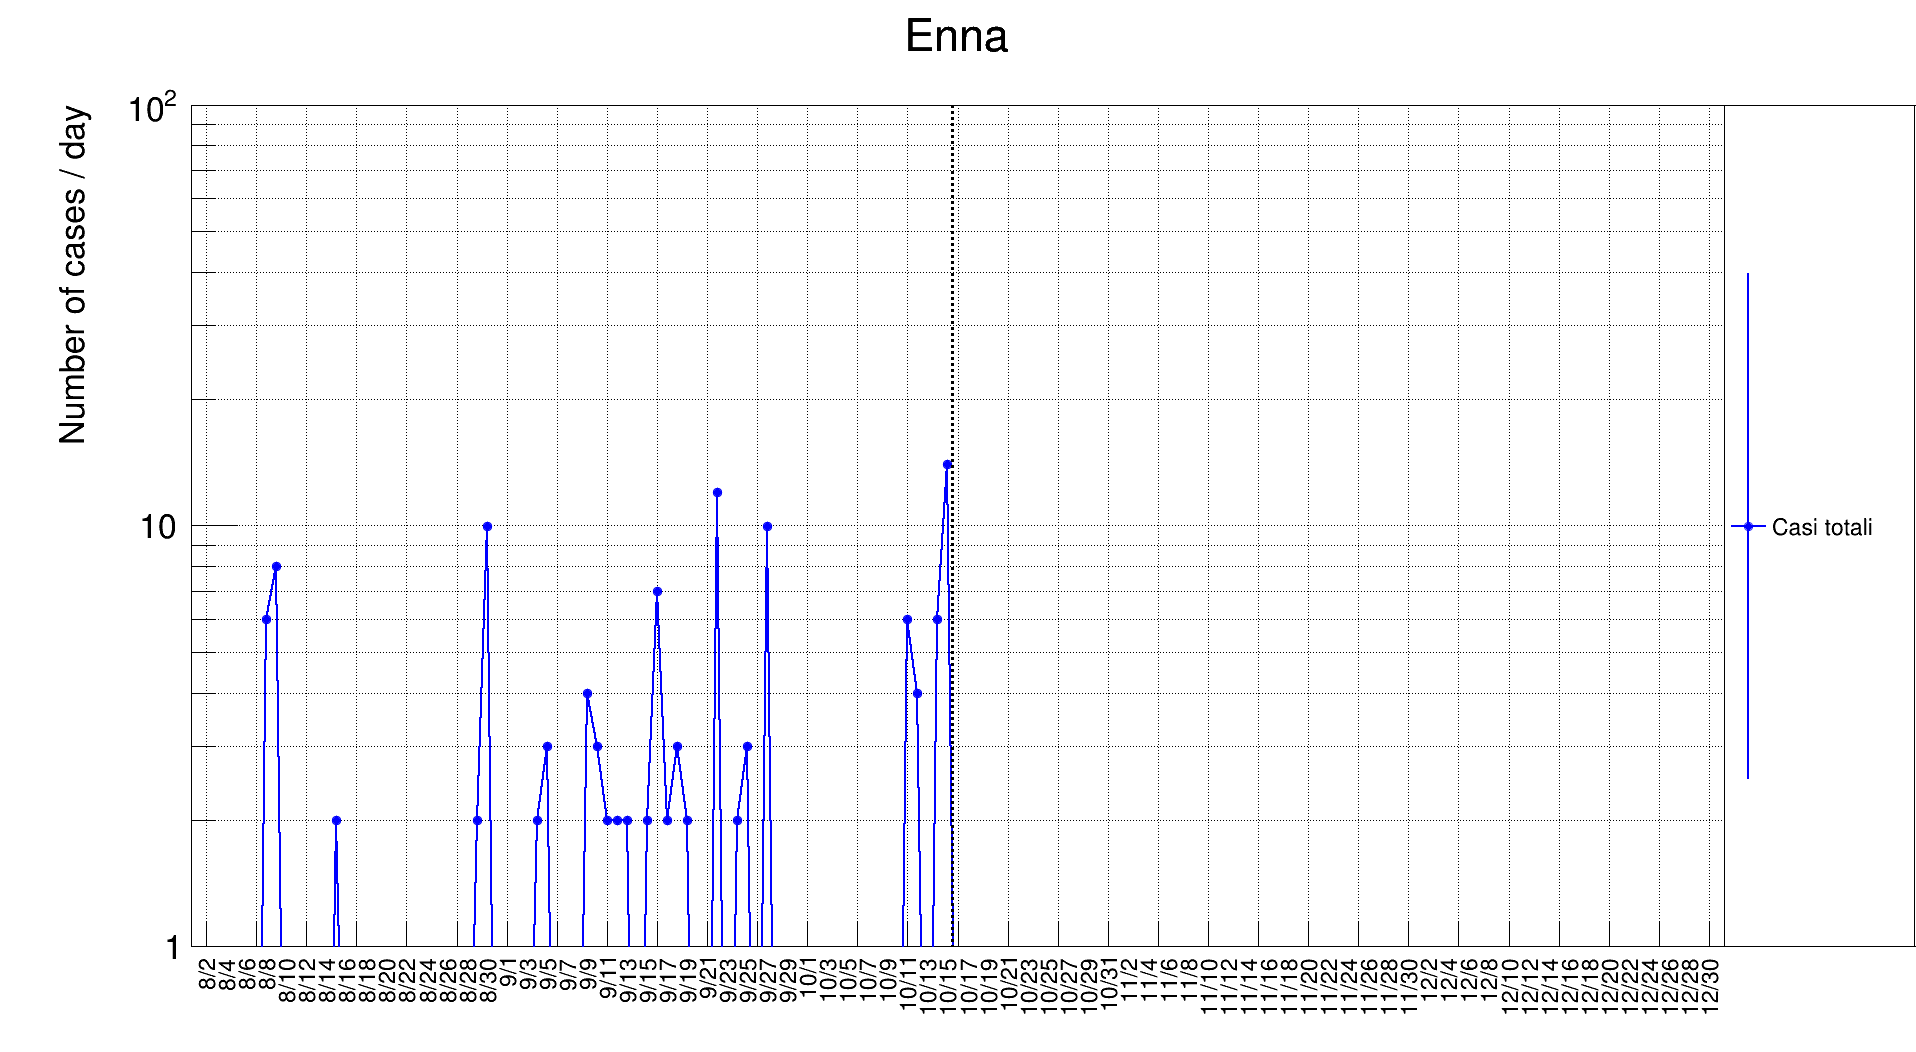 Enna
Number of cases / day
10²
10
1
8/2 8/4 8/6 8/8 8/10 8/12 8/14 8/16 8/18 8/20 8/22 8/24 8/26 8/28 8/30 9/1 9/3 9/5 9/7 9/9 9/11 9/13 9/15 9/17 9/19 9/21 9/23 9/25 9/27 9/29 10/1 10/3 10/5 10/7 10/9 10/11 10/13 10/15 10/17 10/19 10/21 10/23 10/25 10/27 10/29 10/31 11/2 11/4 11/6 11/8 11/10 11/12 11/14 11/16 11/18 11/20 11/22 11/24 11/26 11/28 11/30 12/2 12/4 12/6 12/8 12/10 12/12 12/14 12/16 12/18 12/20 12/22 12/24 12/26 12/28 12/30
Casi totali